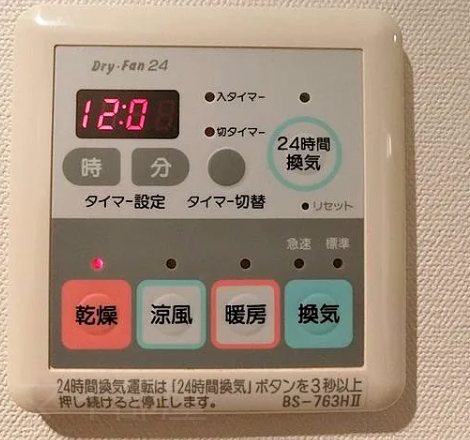 Dry・Fan 24
12:0
入タイマー
切タイマー
24時間
換気
時 分
タイマー設定 タイマー切替
リセット
急速 標準
乾燥 涼風 暖房 換気
24時間換気運転は「24時間換気」ボタンを3秒以上
押し続けると停止します。 BS-763HⅡ